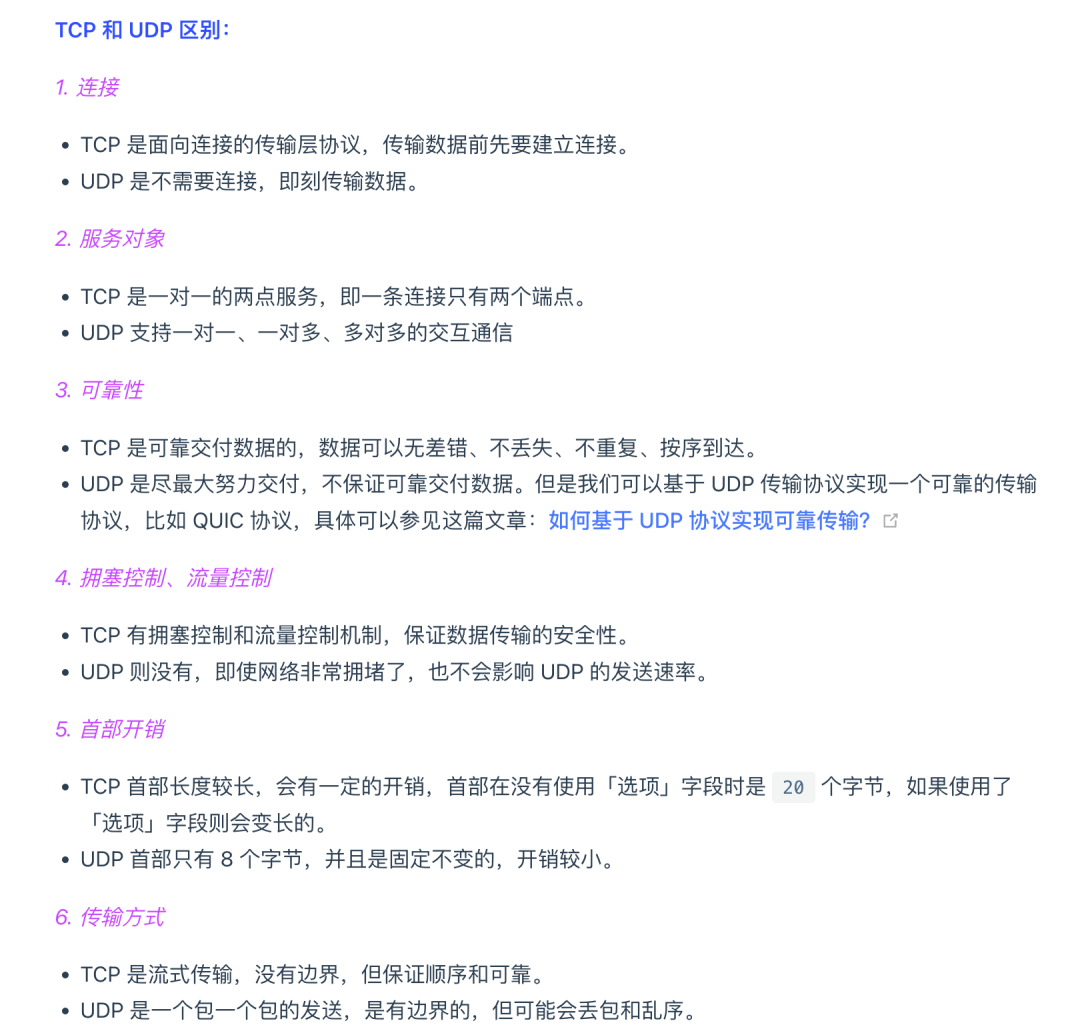 TCP 和 UDP 区别：
1. 连接
• TCP 是面向连接的传输层协议，传输数据前先要建立连接。
• UDP 是不需要连接，即刻传输数据。
2. 服务对象
• TCP 是一对一的两点服务，即一条连接只有两个端点。
• UDP 支持一对一、一对多、多对多的交互通信
3. 可靠性
• TCP 是可靠交付数据的，数据可以无差错、不丢失、不重复、按序到达。
• UDP 是尽最大努力交付，不保证可靠交付数据。但是我们可以基于 UDP 传输协议实现一个可靠的传输
协议，比如 QUIC 协议，具体可以参见这篇文章：如何基于 UDP 协议实现可靠传输?
4. 拥塞控制、流量控制
• TCP 有拥塞控制和流量控制机制，保证数据传输的安全性。
• UDP 则没有，即使网络非常拥堵了，也不会影响 UDP 的发送速率。
5. 首部开销
• TCP 首部长度较长，会有一定的开销，首部在没有使用「选项」字段时是 20 个字节，如果使用了
「选项」字段则会变长的。
• UDP 首部只有 8 个字节，并且是固定不变的，开销较小。
6. 传输方式
• TCP 是流式传输，没有边界，但保证顺序和可靠。
• UDP 是一个包一个包的发送，是有边界的，但可能会丢包和乱序。